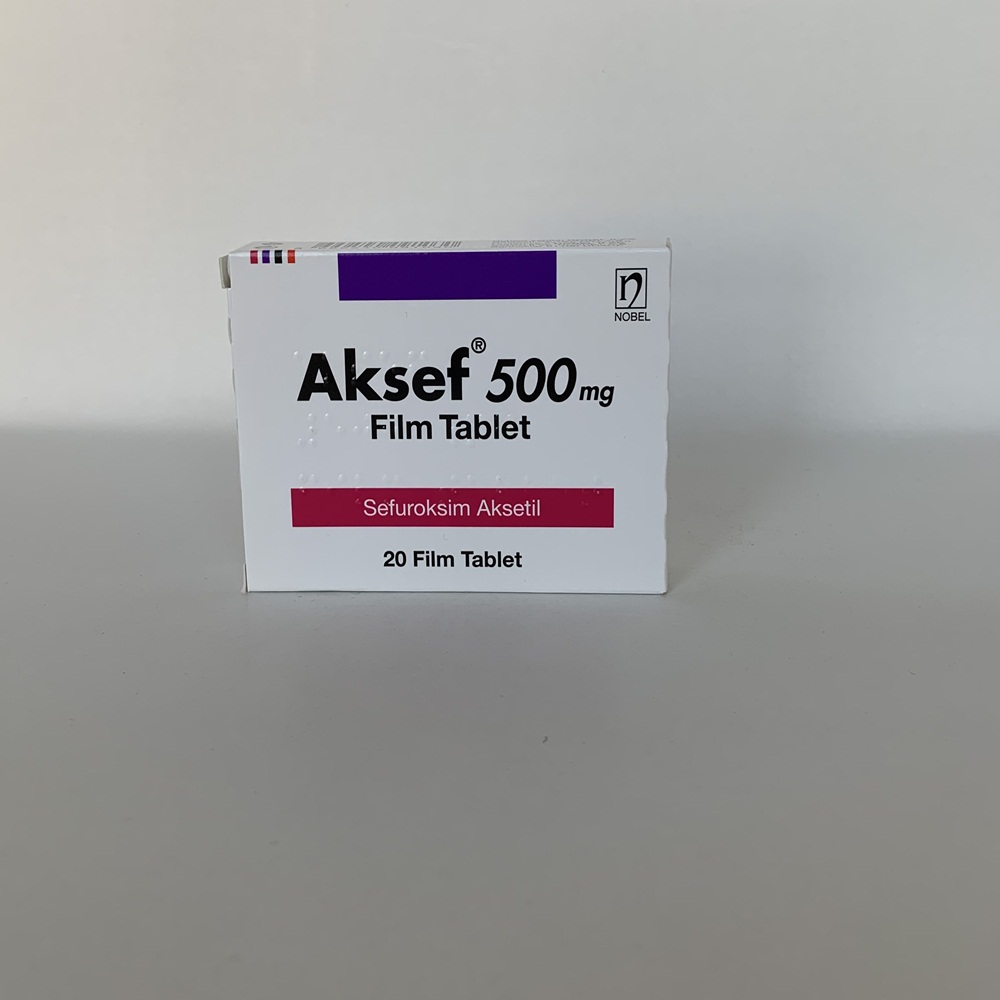 NOBEL
Aksef® 500 mg
Film Tablet
Sefuroksim Aksetil
20 Film Tablet